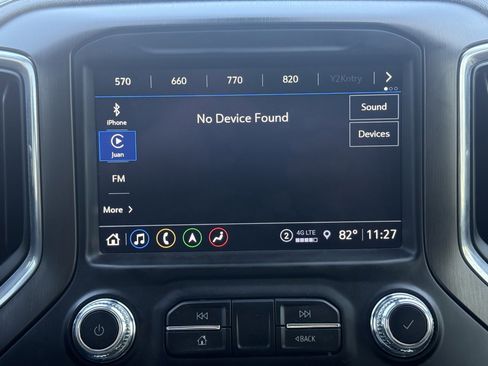 570 660 770 820 Y2Kntry
iPhone
No Device Found
Sound
Juan
Devices
FM
More
2 4G LTE 82° 11:27
BACK